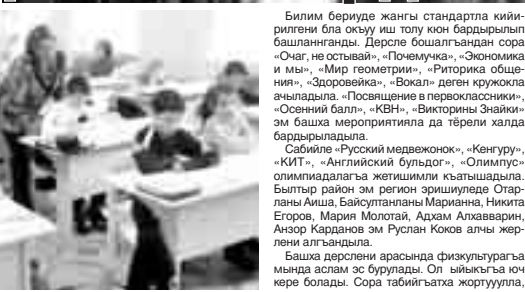 Билим бериуде жангы стандартла кийи-
рилгени бла окъуу иш толу кюн бардырылып
башланнганды. Дерсле бошалгъандан сора
«Очаг, не остывай», «Почемучка», «Экономика
и мы», «Мир геометрии», «Риторика обще-
ния», «Здоровейка», «Вокал» деген кружокла
ачыладыла. «Посвящение в первоклассники»,
«Осенний балл», «КВН», «Викторины Знайки»
эм башха мероприятияла да тёрели халда
бардырыладыла.
Сабийле «Русский медвежонок», «Кенгуру»,
«КИТ», «Английский бульдог», «Олимпус»
олимпиадалагъа жетишимли къатышадыла.
Былтыр район эм регион эришиуледе Отар-
ланы Аиша, Байсултанланы Марианна, Никита
Егоров, Мария Молотай, Адхам Алхавварин,
Анзор Карданов эм Руслан Коков алчы жер-
лени алгъандыла.
Башха дерслени арасында физкультурагъа
мында аслам эс бурулады. Ол ыйыкъгъа юч
кере болады. Сора табийгъатха жортууулла,